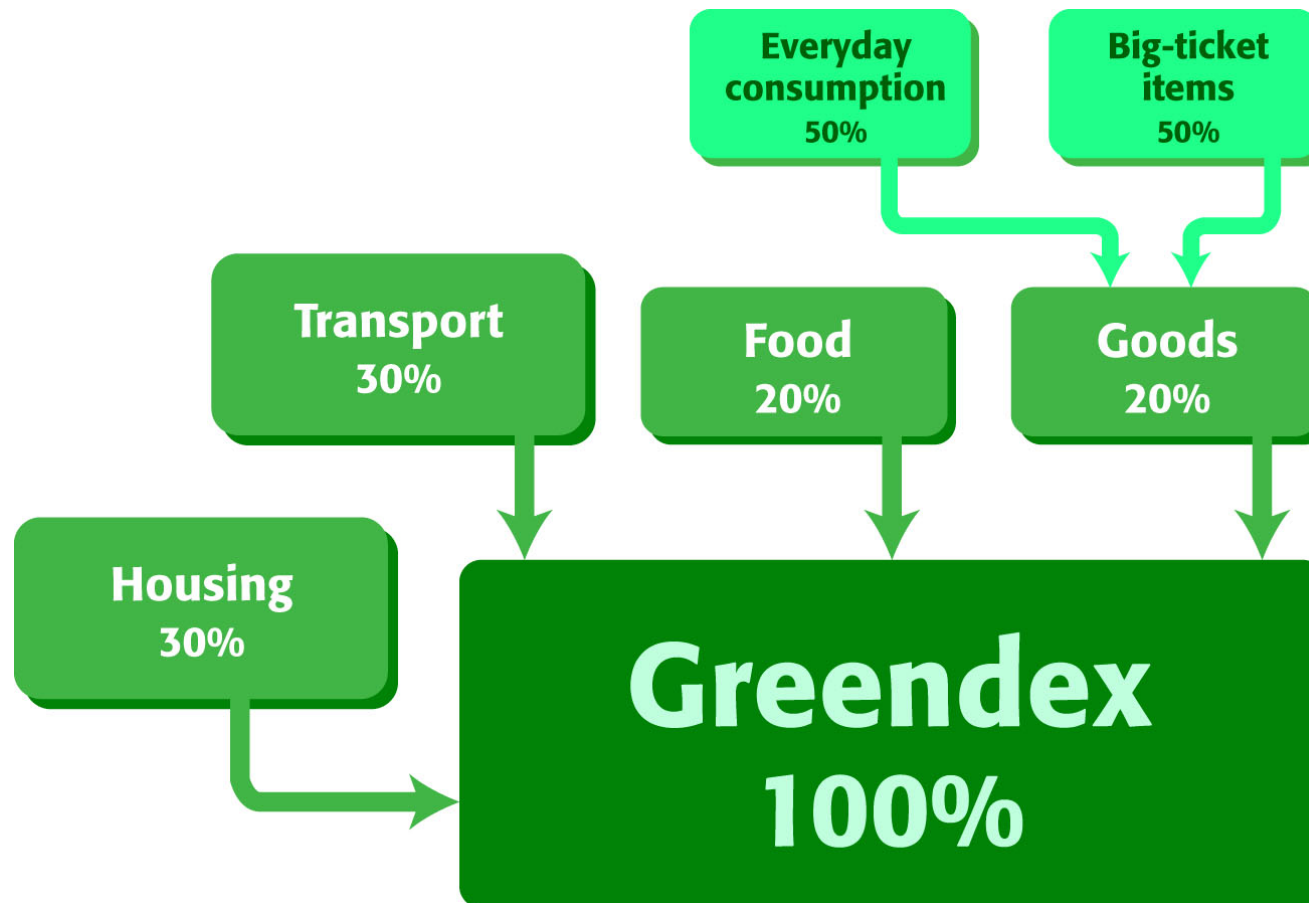 Everyday
consumption
50%
Big-ticket
items
50%
Transport
30%
Food
20%
Goods
20%
Housing
30%
Greendex
100%